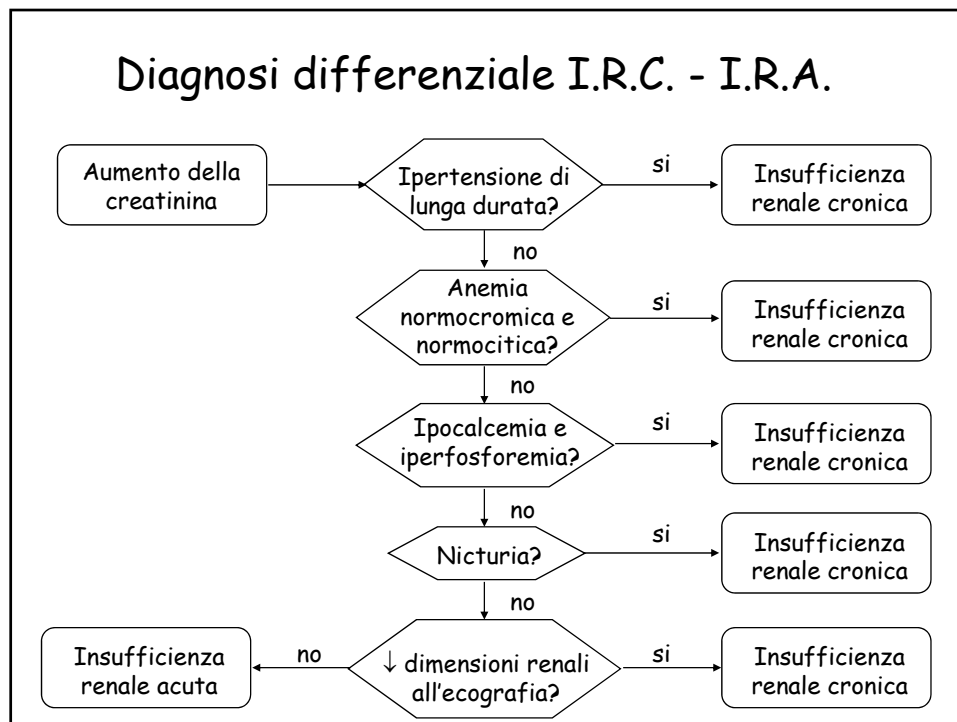 Diagnosi differenziale I.R.C. - I.R.A.
Aumento della
creatinina
Ipertensione di
lunga durata?
si
Insufficienza
renale cronica
no
Anemia
normocromica e
normocitica?
si
Insufficienza
renale cronica
no
Ipocalcemia e
iperfosforemia?
si
Insufficienza
renale cronica
no
Nicturia?
si
Insufficienza
renale cronica
no
Insufficienza
renale acuta
no
↓ dimensioni renali
all'ecografia?
si
Insufficienza
renale cronica